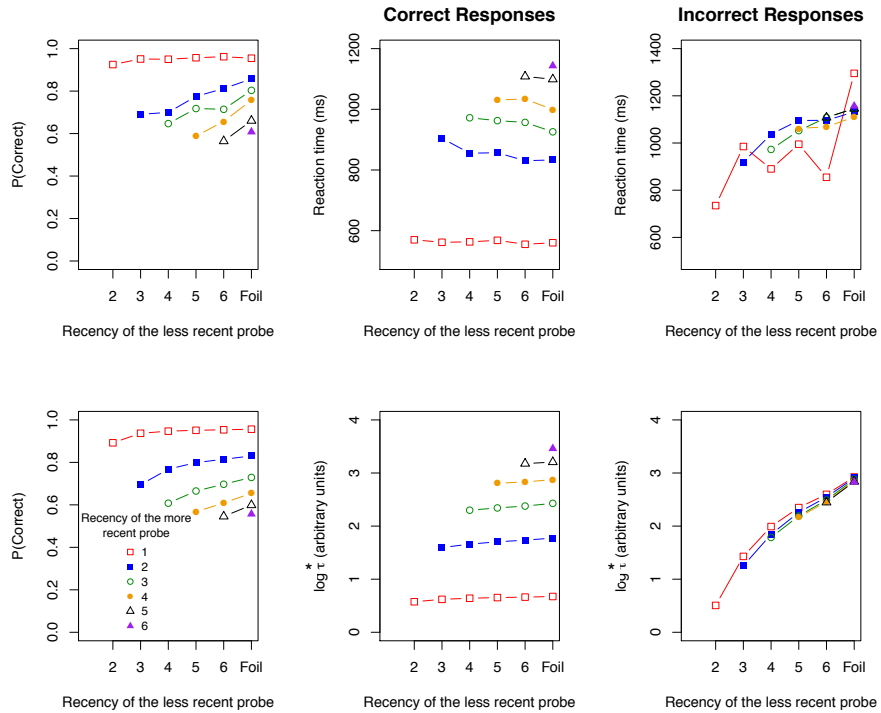 Correct Responses
Incorrect Responses
P(Correct)
0.0 0.2 0.4 0.6 0.8 1.0
2 3 4 5 6 Foil
Recency of the less recent probe
Reaction time (ms)
600 800 1000 1200
2 3 4 5 6 Foil
Recency of the less recent probe
Reaction time (ms)
600 800 1000 1200 1400
2 3 4 5 6 Foil
Recency of the less recent probe
P(Correct)
0.0 0.2 0.4 0.6 0.8 1.0
Recency of the more
recent probe
1
2
3
4
5
6
2 3 4 5 6 Foil
Recency of the less recent probe
log τ* (arbitrary units)
0 1 2 3 4
2 3 4 5 6 Foil
Recency of the less recent probe
log τ* (arbitrary units)
0 1 2 3 4
2 3 4 5 6 Foil
Recency of the less recent probe